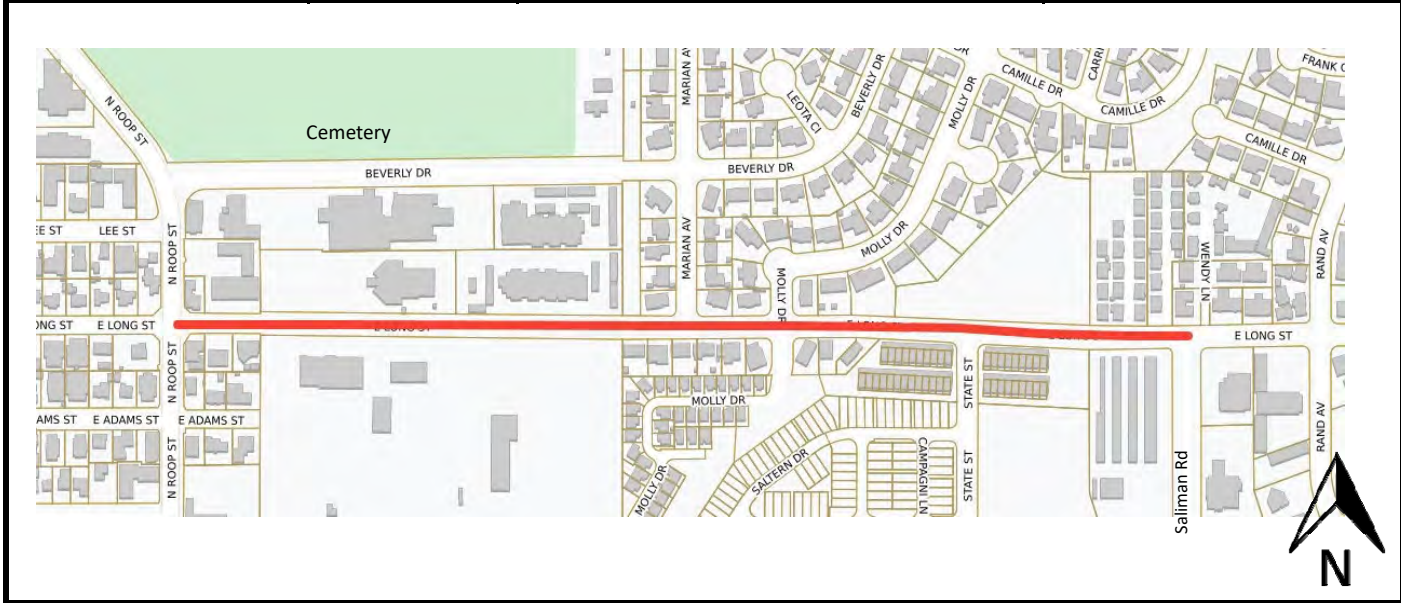 FRANK C
CAMILLE DR
CARRI
DR
MARIAN AV
BEVERLY DR
MOLLY DR
LEOTA CI
CAMILLE DR
N ROOP ST
Cemetery
CAMILLE DR
BEVERLY DR
BEVERLY DR
EE ST
LEE ST
N ROOP ST
MARIAN AV
MOLLY DR
WENDY LN
RAND AV
MOLLY DR
ONG ST
E LONG ST
E LONG ST
E LONG ST
N ROOP ST
STATE ST
MOLLY DR
AMS ST
E ADAMS ST
E ADAMS ST
RAND AV
N ROOP ST
MOLLY DR
SALTERN DR
CAMPAGNI LN
STATE ST
Saliman Rd
N